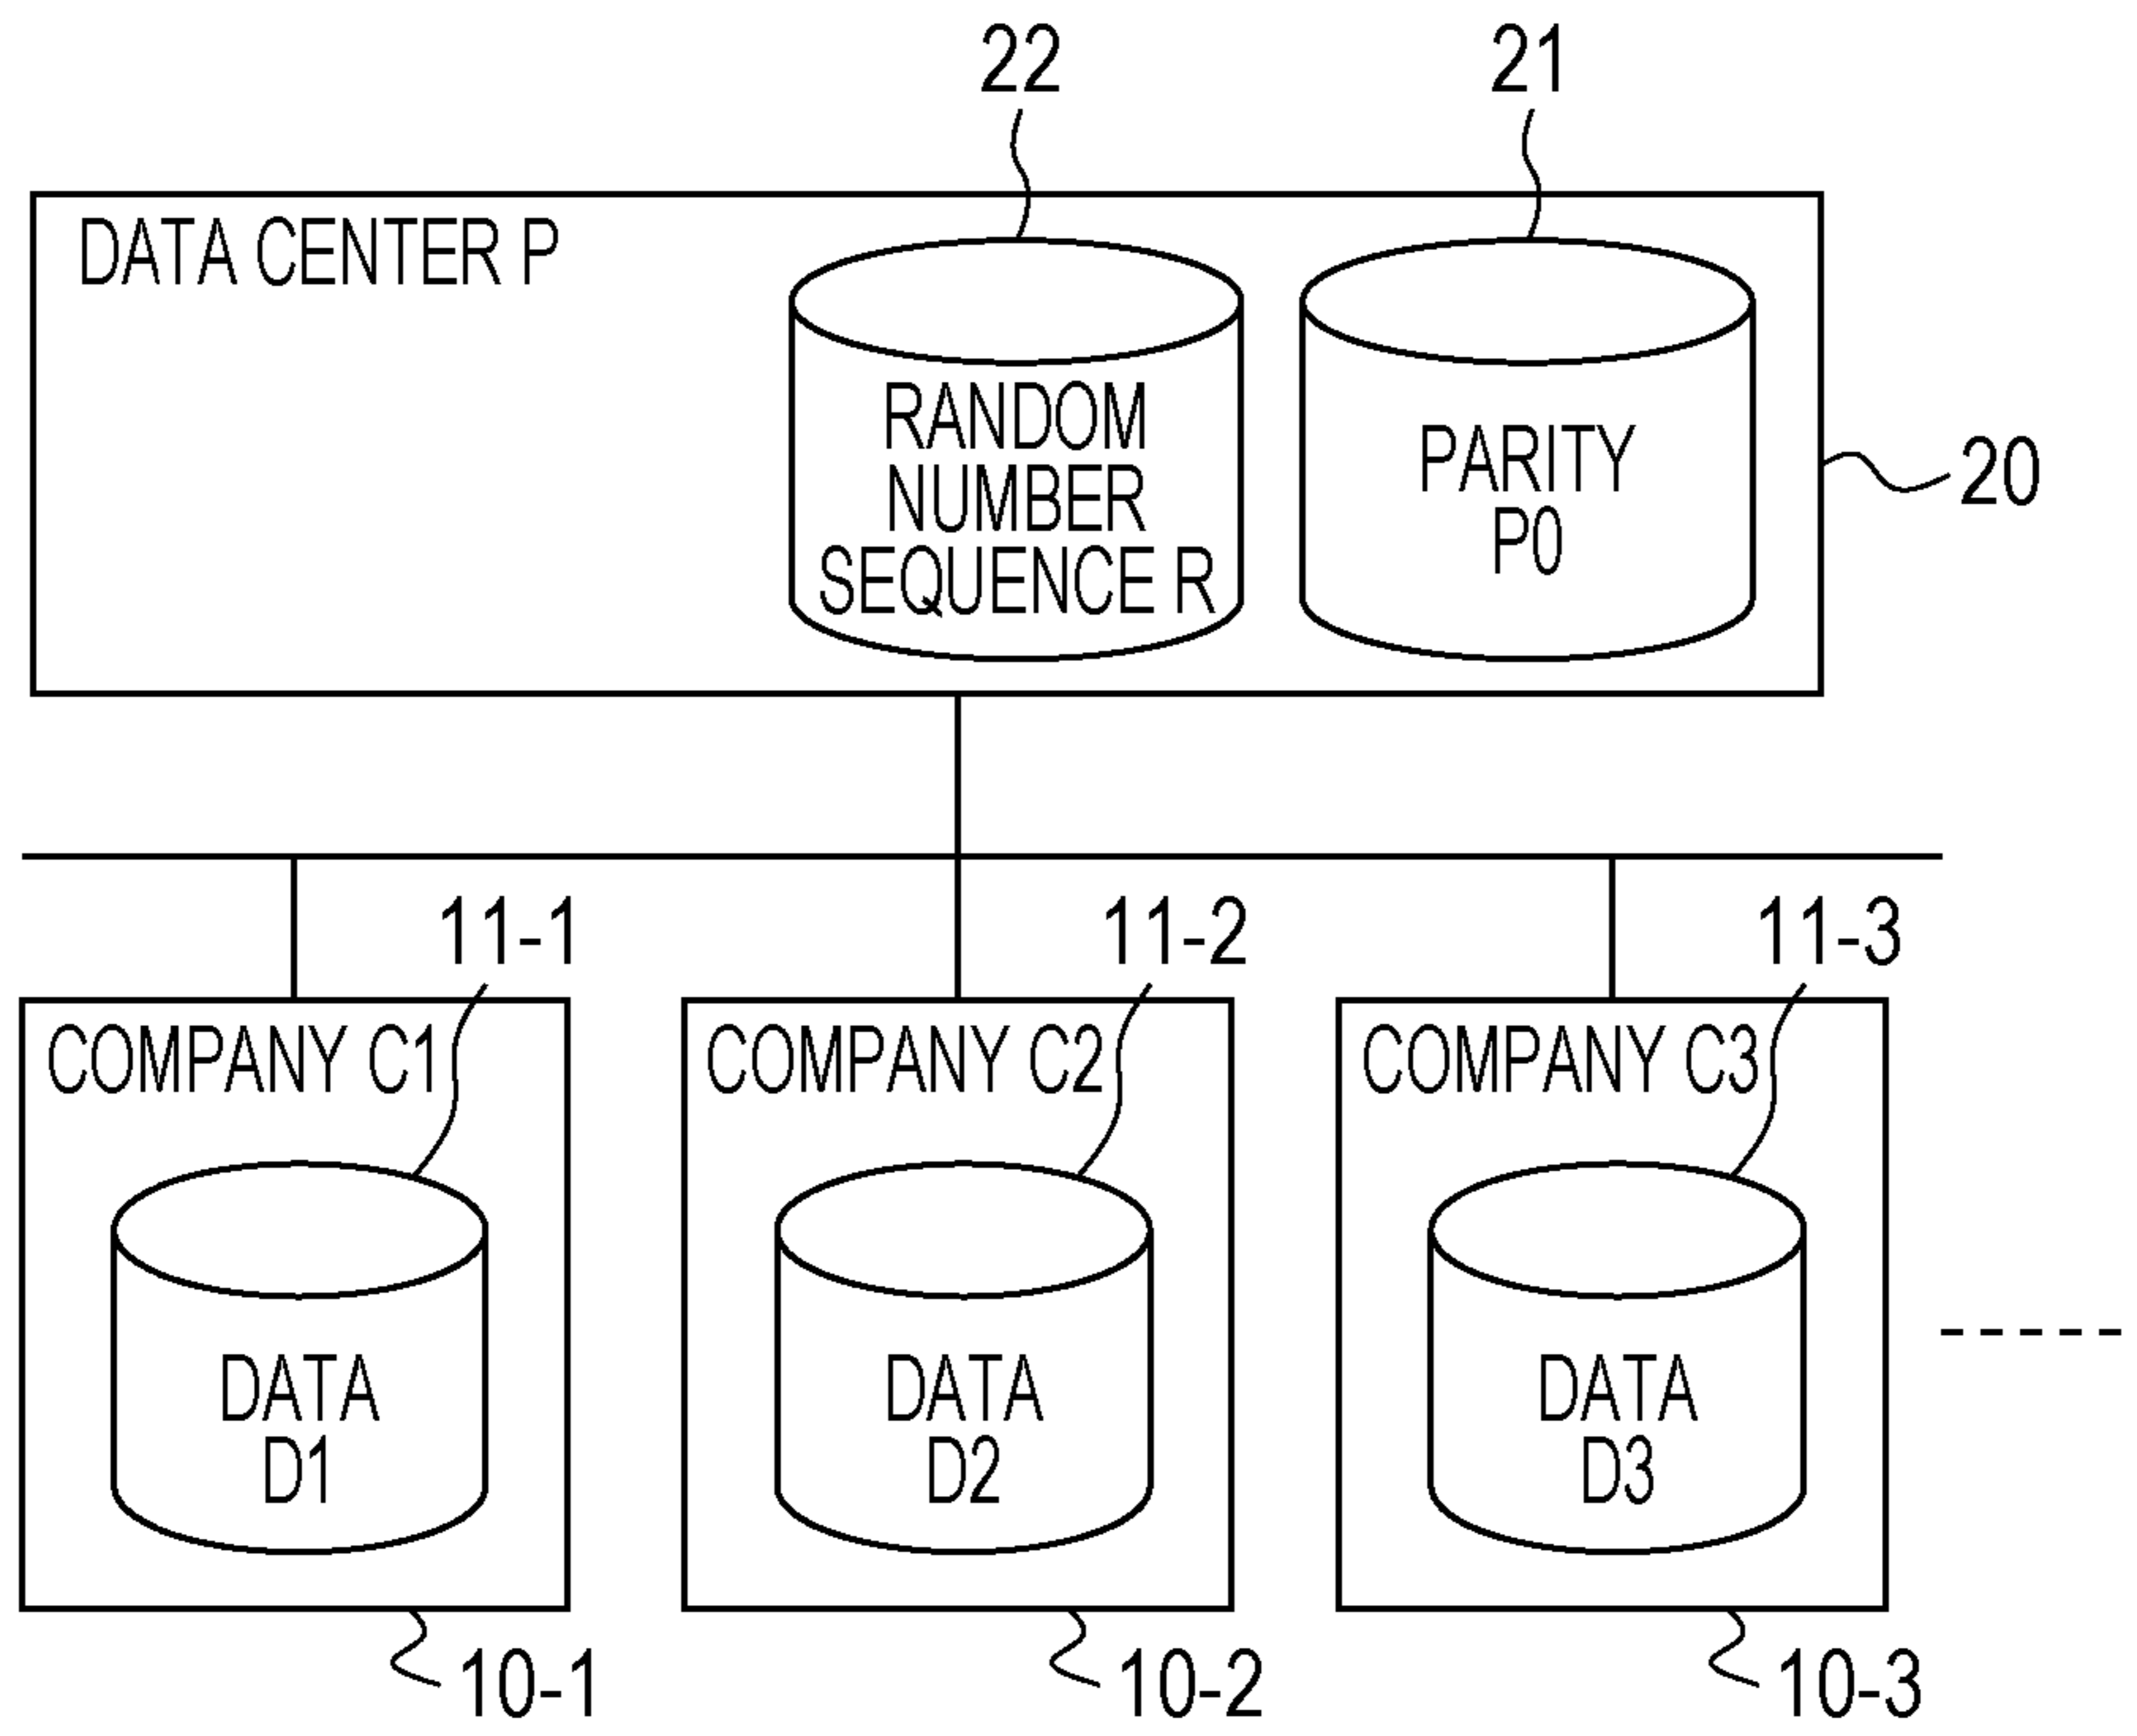 22
21
DATA CENTER P
RANDOM
NUMBER
SEQUENCE R
PARITY
P0
20
11-1
11-2
11-3
COMPANY C1
COMPANY C2
COMPANY C3
DATA
D1
DATA
D2
DATA
D3
10-1
10-2
10-3